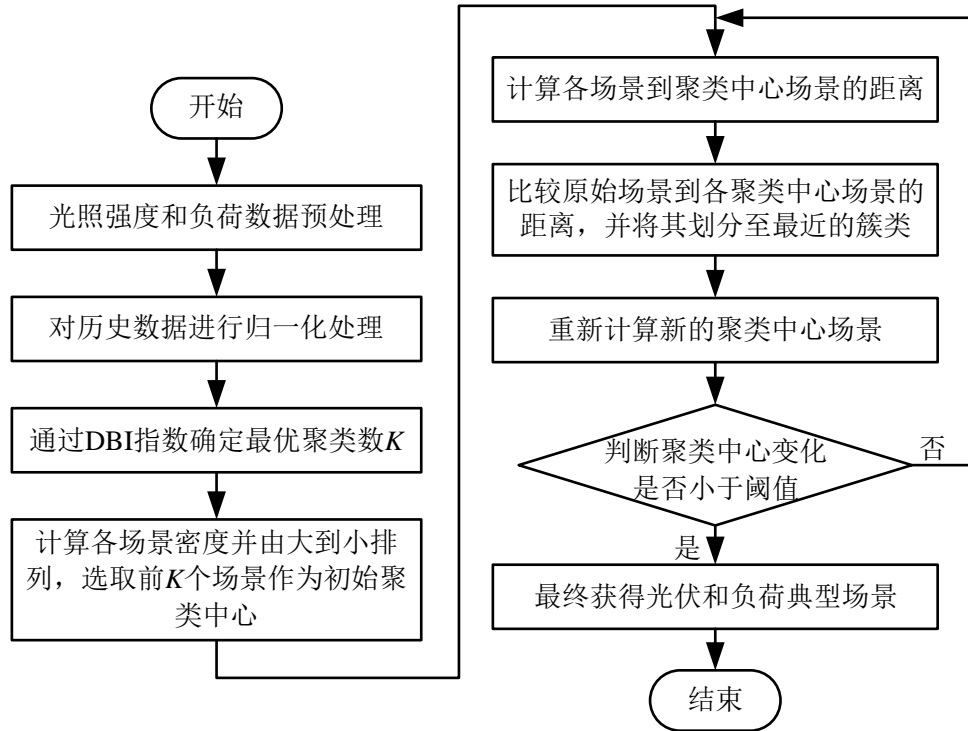 开始
光照强度和负荷数据预处理
对历史数据进行归一化处理
通过DBI指数确定最优聚类数K
计算各场景密度并由大到小排
列，选取前K个场景作为初始聚
类中心
计算各场景到聚类中心场景的距离
比较原始场景到各聚类中心场景的
距离，并将其划分至最近的簇类
重新计算新的聚类中心场景
判断聚类中心变化
是否小于阈值
否
是
最终获得光伏和负荷典型场景
结束